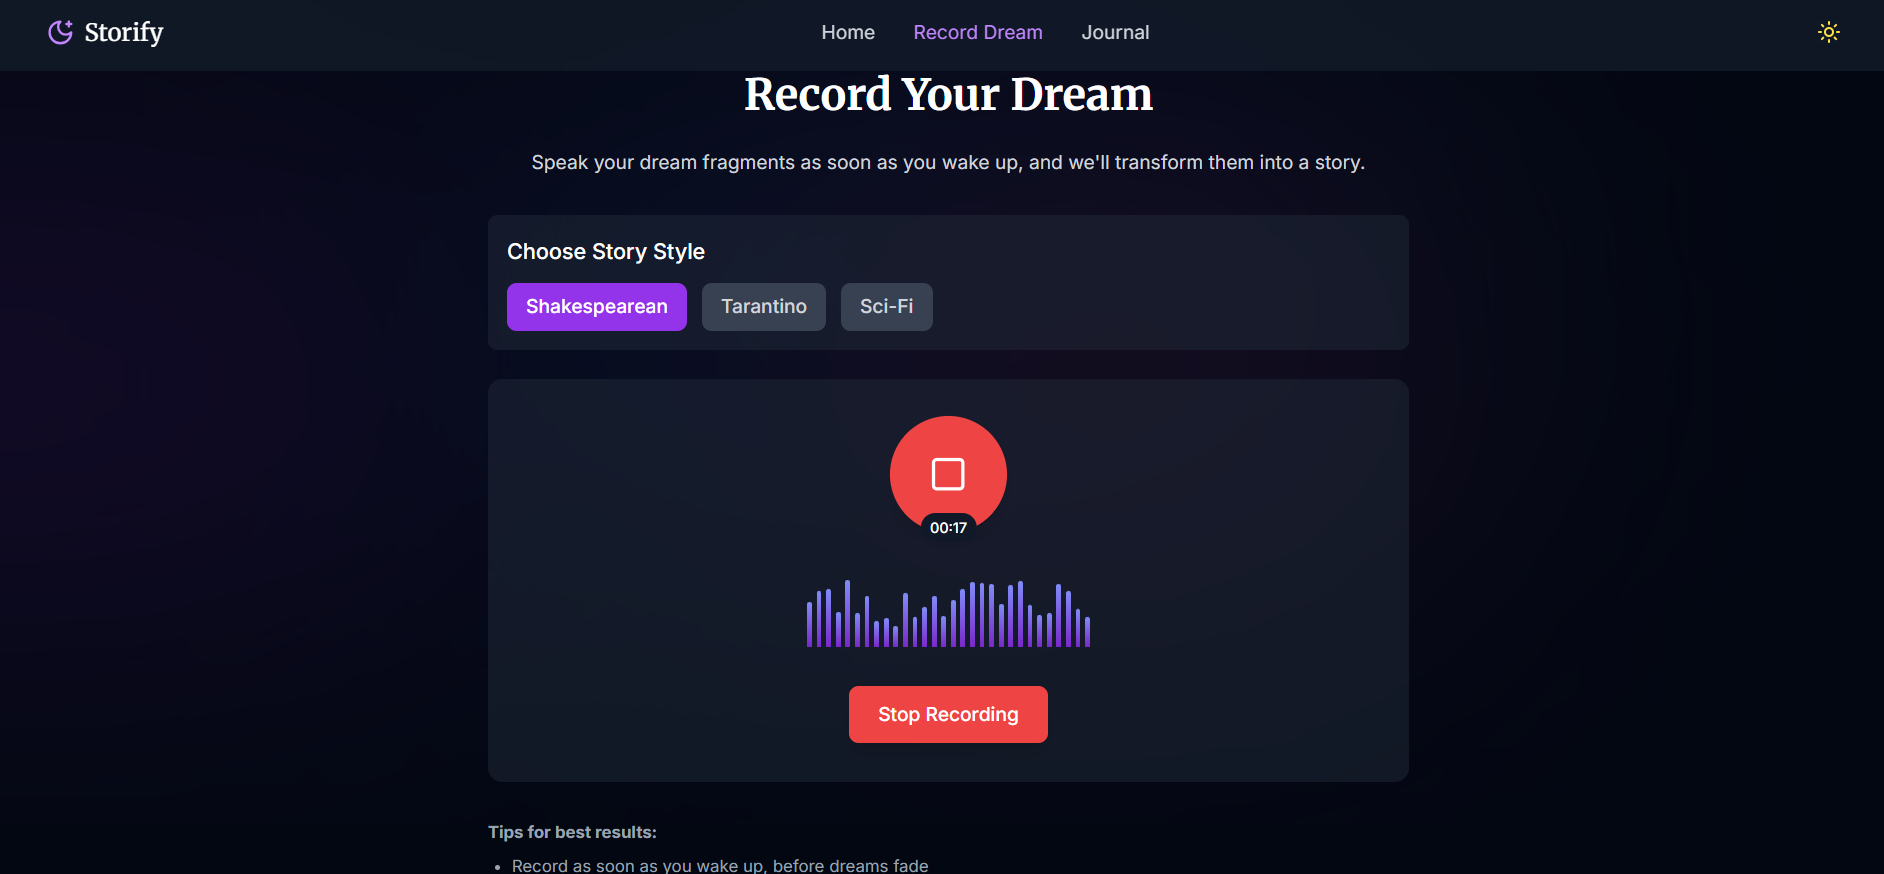 Storify
Home
Record Dream
Journal
Record Your Dream
Speak your dream fragments as soon as you wake up, and we'll transform them into a story.
Choose Story Style
Shakespearean
Tarantino
Sci-Fi
00:17
Stop Recording
Tips for best results:
• Record as soon as you wake up, before dreams fade